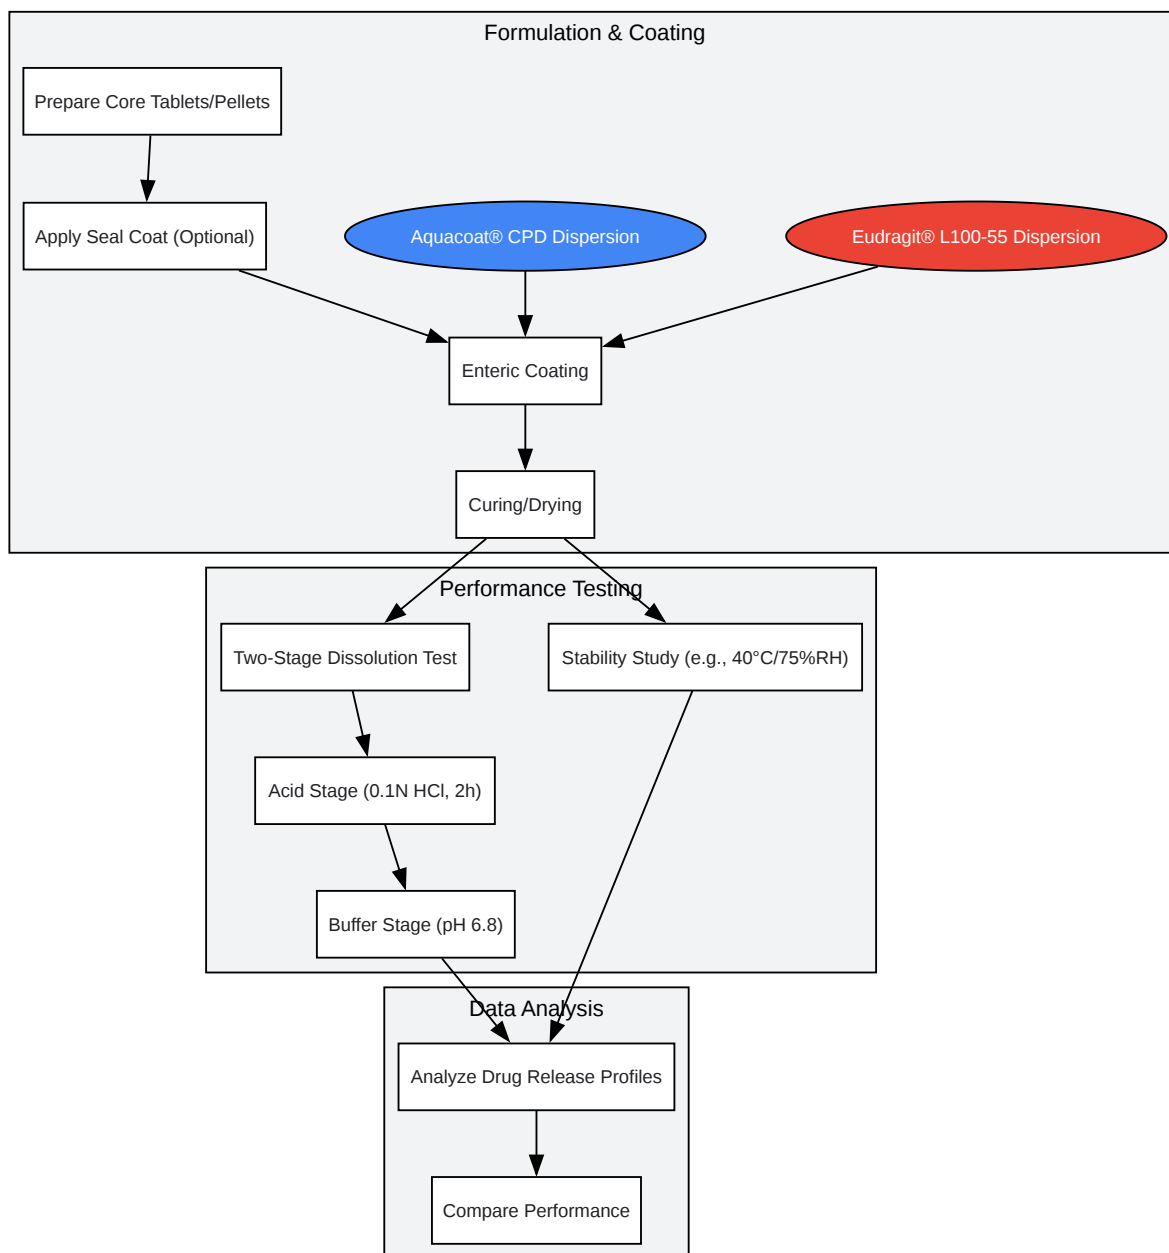 Formulation & Coating
Prepare Core Tablets/Pellets
Apply Seal Coat (Optional)
Aquacoat® CPD Dispersion
Eudragit® L100-55 Dispersion
Enteric Coating
Curing/Drying
Performance Testing
Two-Stage Dissolution Test
Stability Study (e.g., 40°C/75%RH)
Acid Stage (0.1N HCl, 2h)
Buffer Stage (pH 6.8)
Data Analysis
Analyze Drug Release Profiles
Compare Performance